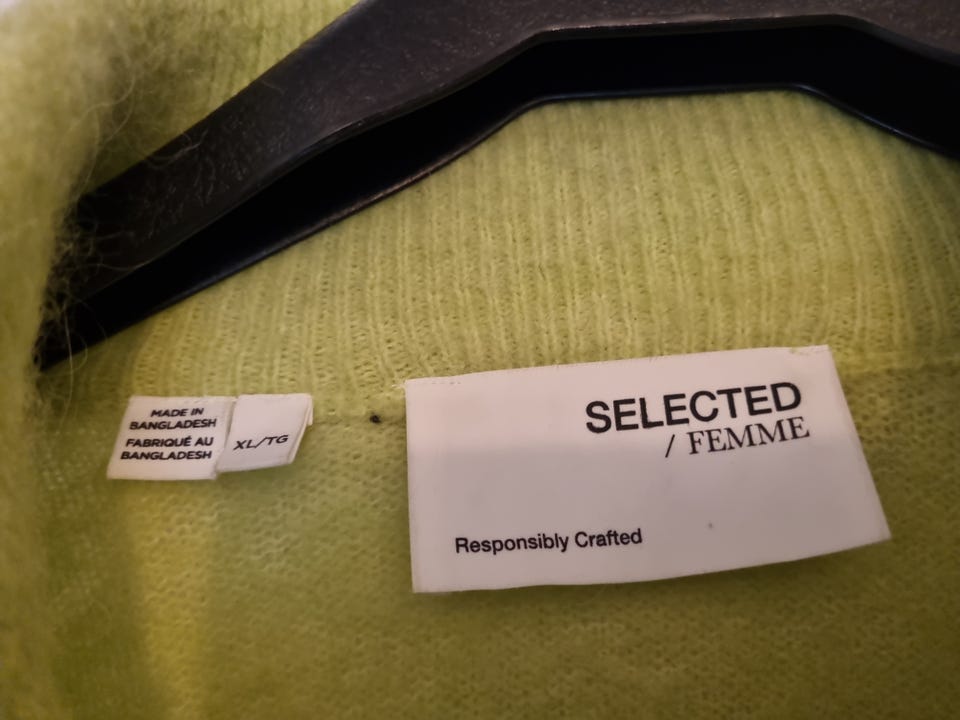 MADE IN
BANGLADESH
FABRIQUÉ AU
BANGLADESH
XL/TG
SELECTED
/ FEMME
Responsibly Crafted